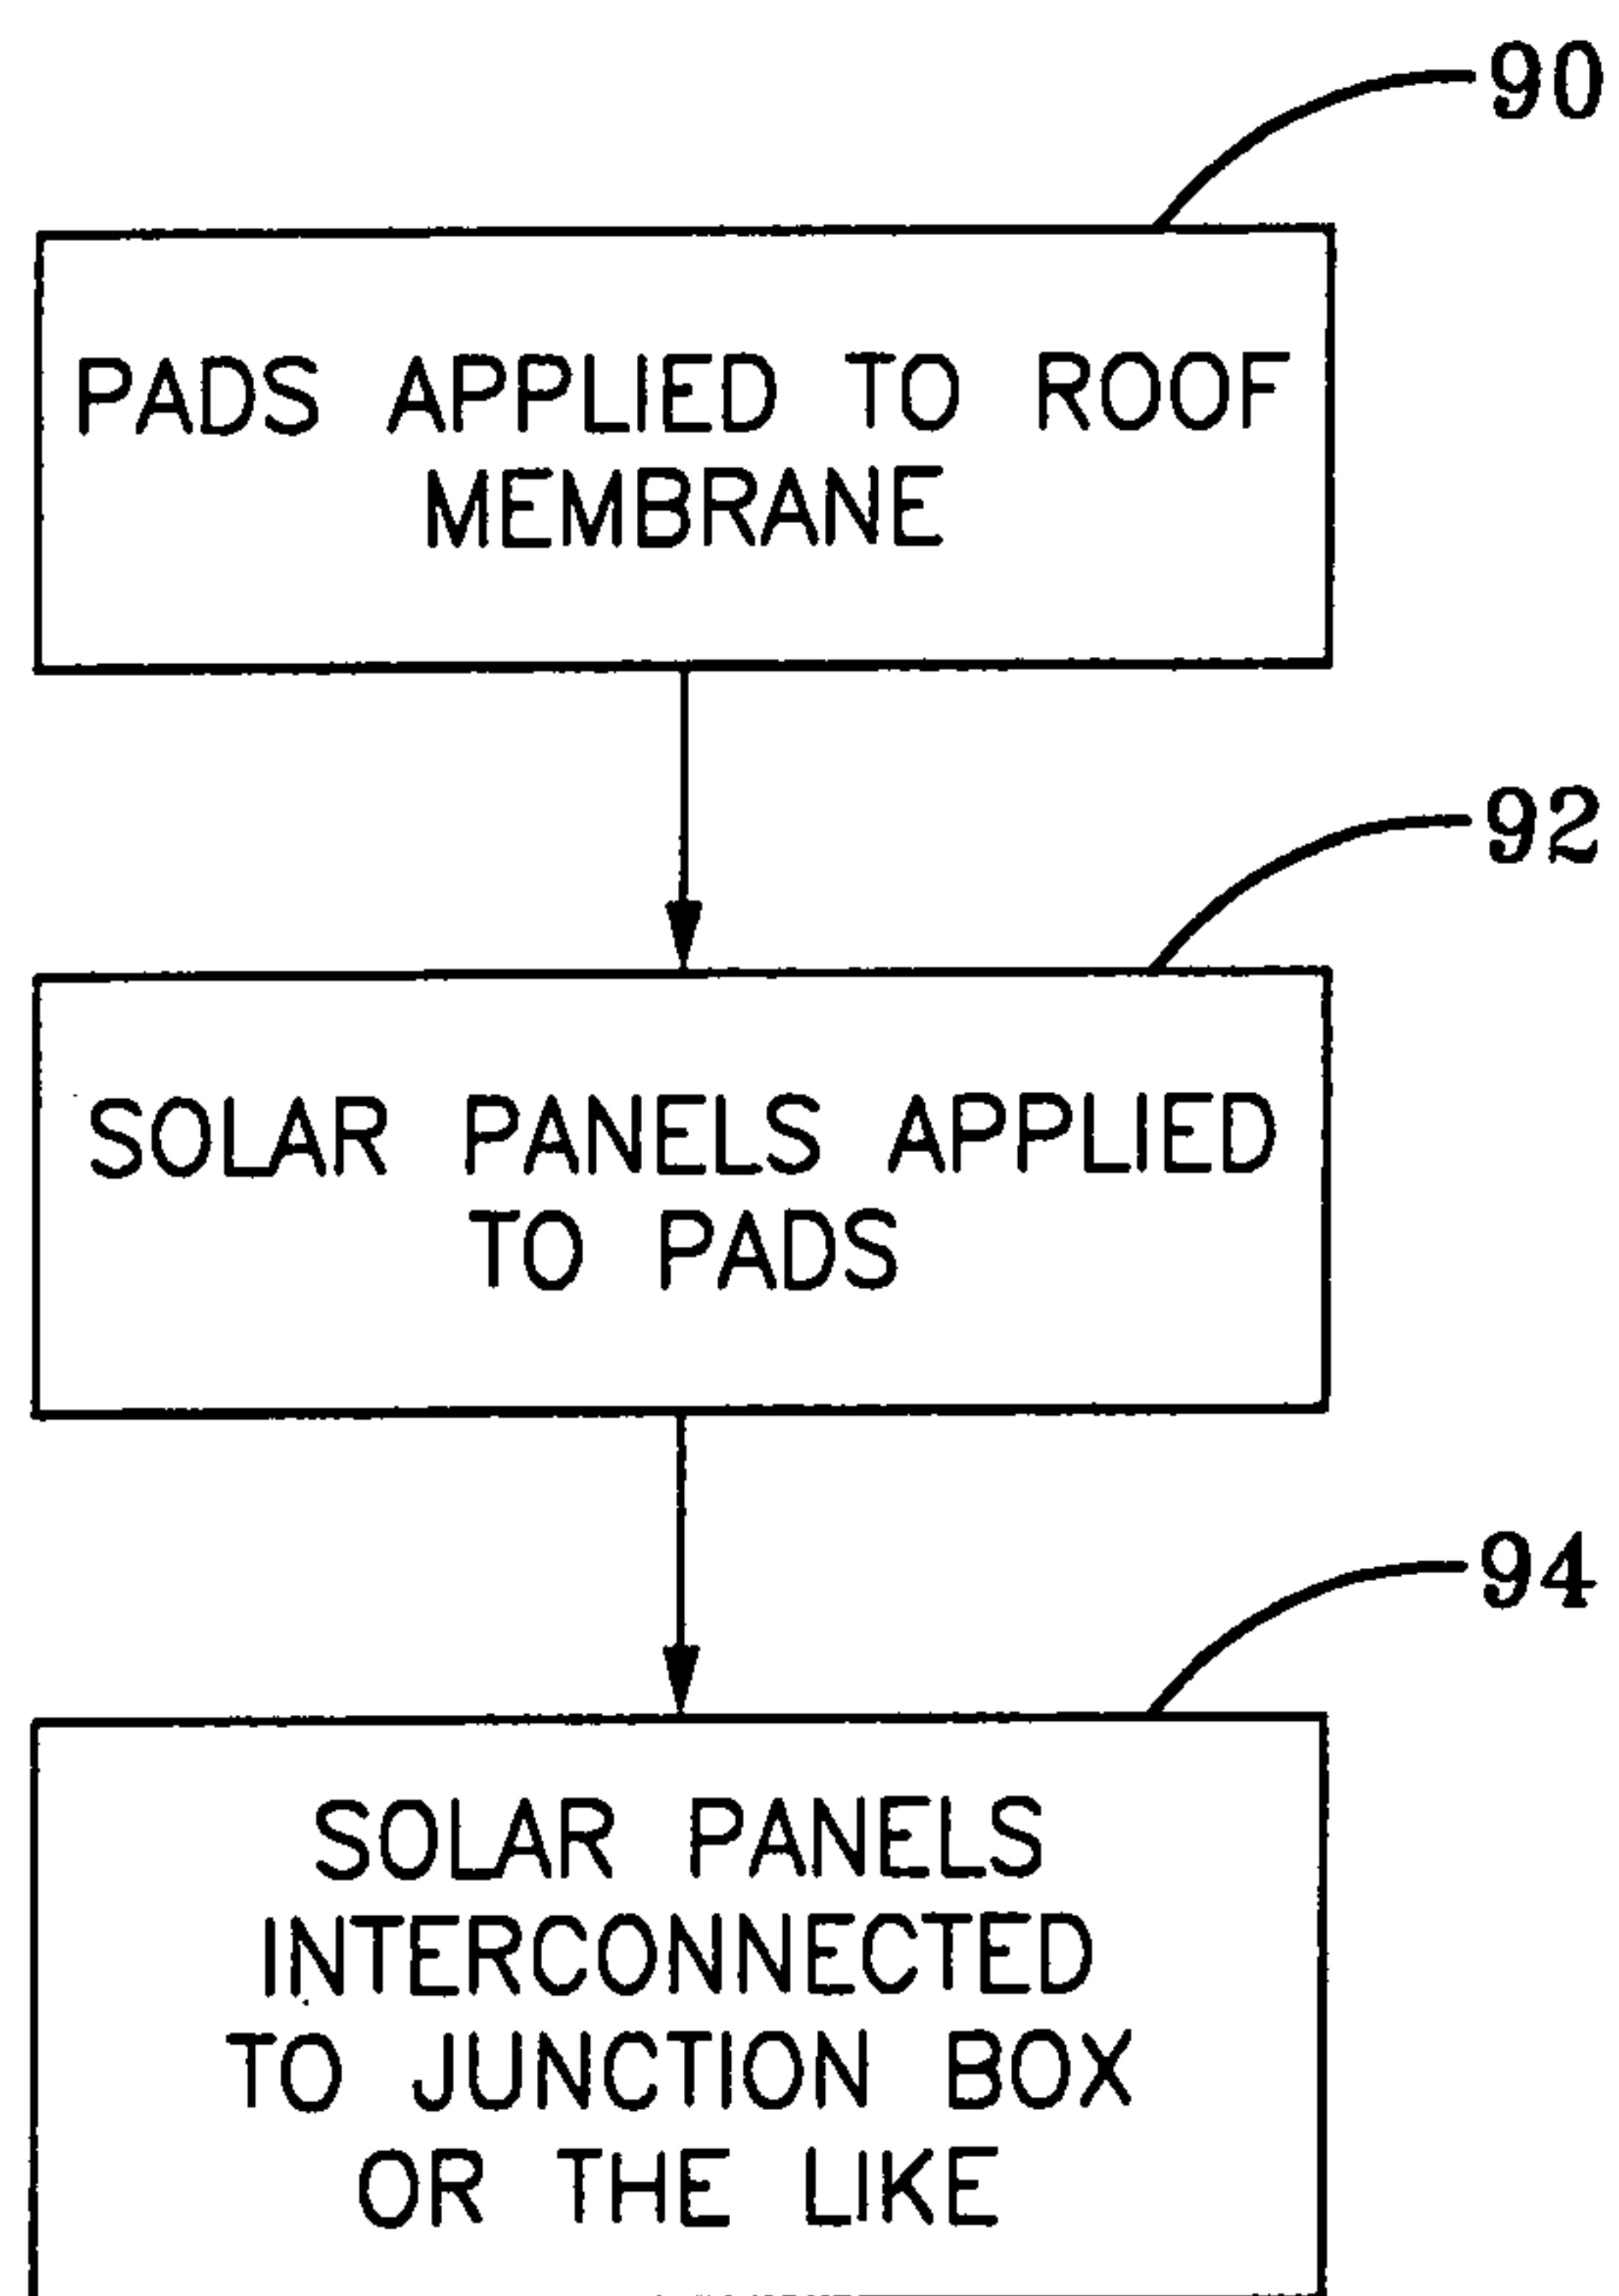 90
PADS APPLIED TO ROOF
MEMBRANE
92
SOLAR PANELS APPLIED
TO PADS
94
SOLAR PANELS
INTERCONNECTED
TO JUNCTION BOX
OR THE LIKE